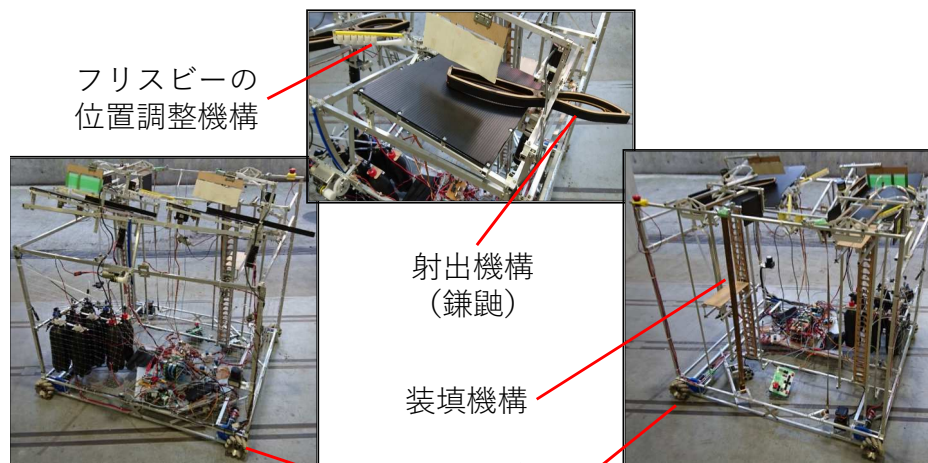 フリスビーの
位置調整機構
射出機構
（鎌鼬）
装填機構